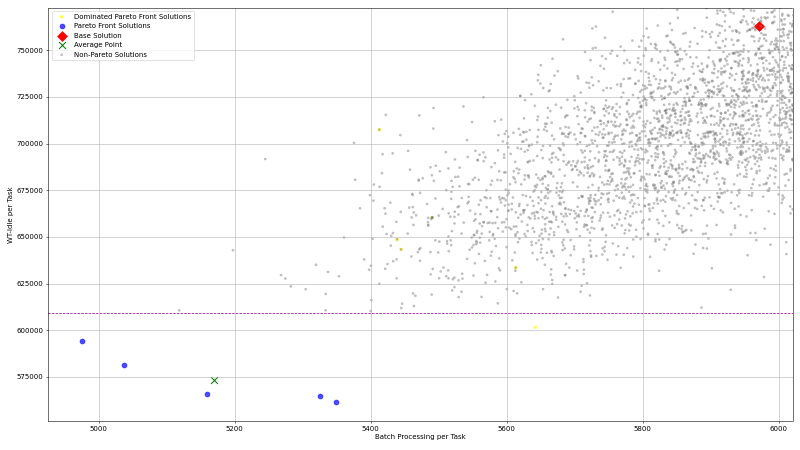 Dominated Pareto Front Solutions
Pareto Front Solutions
Base Solution
Average Point
Non-Pareto Solutions
750000
725000
700000
675000
650000
625000
600000
575000
WT-Idle per Task
5000 5200 5400 5600 5800 6000
Batch Processing per Task